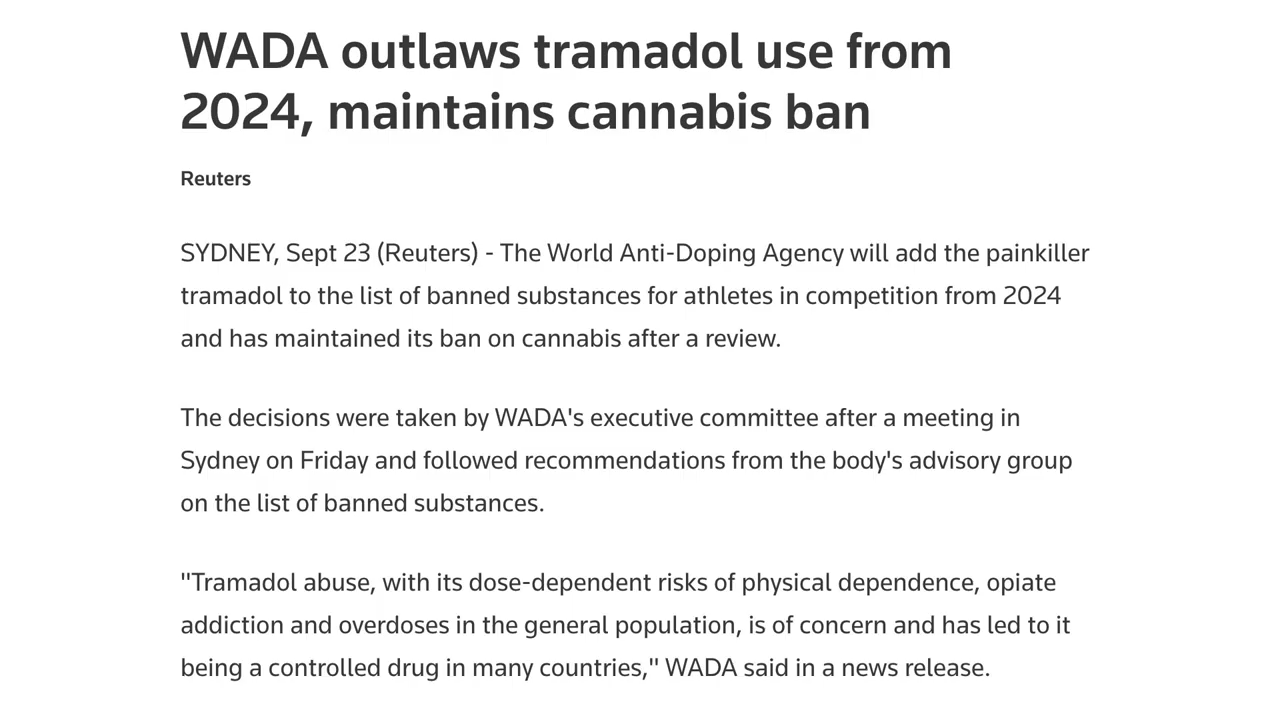 WADA outlaws tramadol use from
2024, maintains cannabis ban
Reuters
SYDNEY, Sept 23 (Reuters) - The World Anti-Doping Agency will add the painkiller
tramadol to the list of banned substances for athletes in competition from 2024
and has maintained its ban on cannabis after a review.
The decisions were taken by WADA's executive committee after a meeting in
Sydney on Friday and followed recommendations from the body's advisory group
on the list of banned substances.
"Tramadol abuse, with its dose-dependent risks of physical dependence, opiate
addiction and overdoses in the general population, is of concern and has led to it
being a controlled drug in many countries," WADA said in a news release.